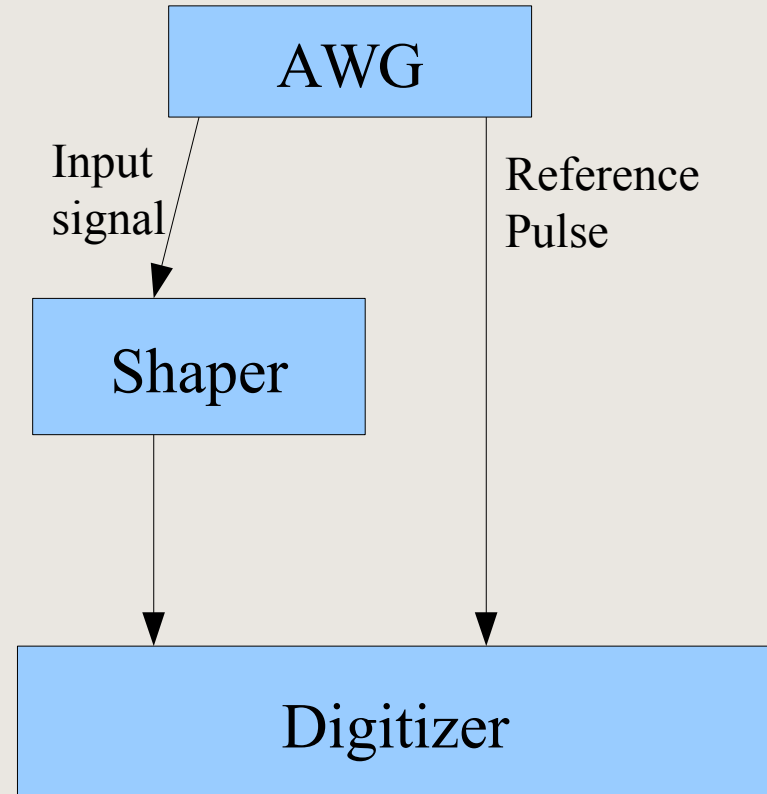 AWG
Input
signal
Reference
Pulse
Shaper
Digitizer